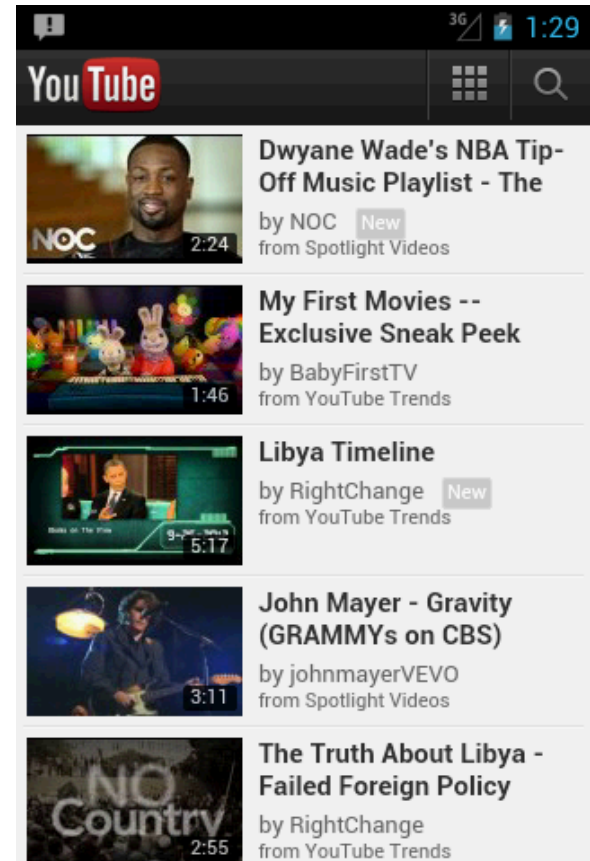 3G 1:29
YouTube
Dwyane Wade's NBA Tip-
Off Music Playlist - The
by NOC New
from Spotlight Videos
NOC
2:24
My First Movies --
Exclusive Sneak Peek
by BabyFirstTV
from YouTube Trends
1:46
Libya Timeline
by RightChange New
from YouTube Trends
5:17
John Mayer - Gravity
(GRAMMYs on CBS)
by johnmayerVEVO
from Spotlight Videos
3:11
The Truth About Libya -
Failed Foreign Policy
by RightChange
from YouTube Trends
NO
Country
2:55